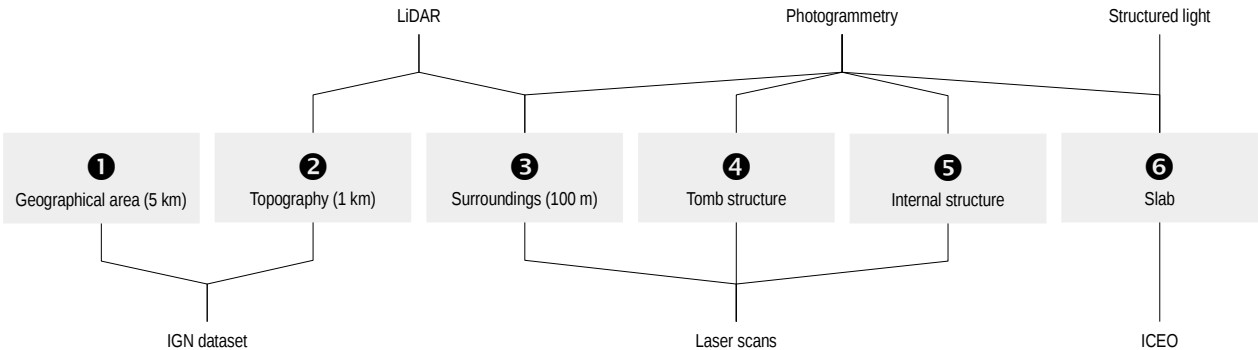 LiDAR Photogrammetry Structured light
❶ ❷ ❸ ❹ ❺ ❻
Geographical area (5 km) Topography (1 km) Surroundings (100 m) Tomb structure Internal structure Slab
IGN dataset Laser scans ICEO